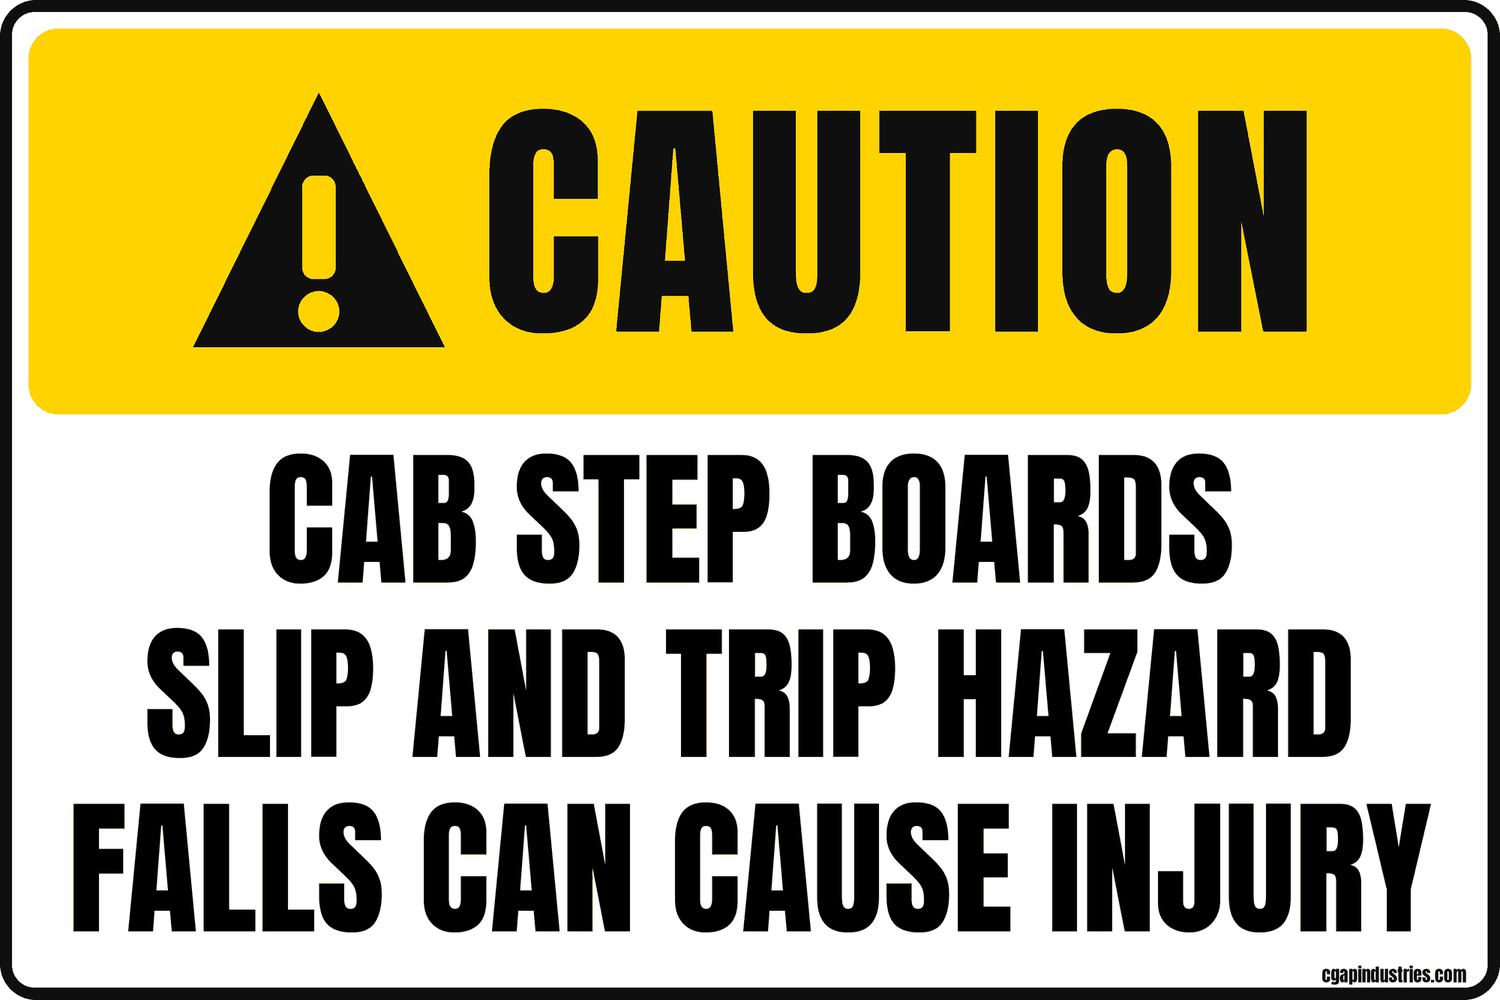 CAUTION
CAB STEP BOARDS
SLIP AND TRIP HAZARD
FALLS CAN CAUSE INJURY
cgapindustries.com